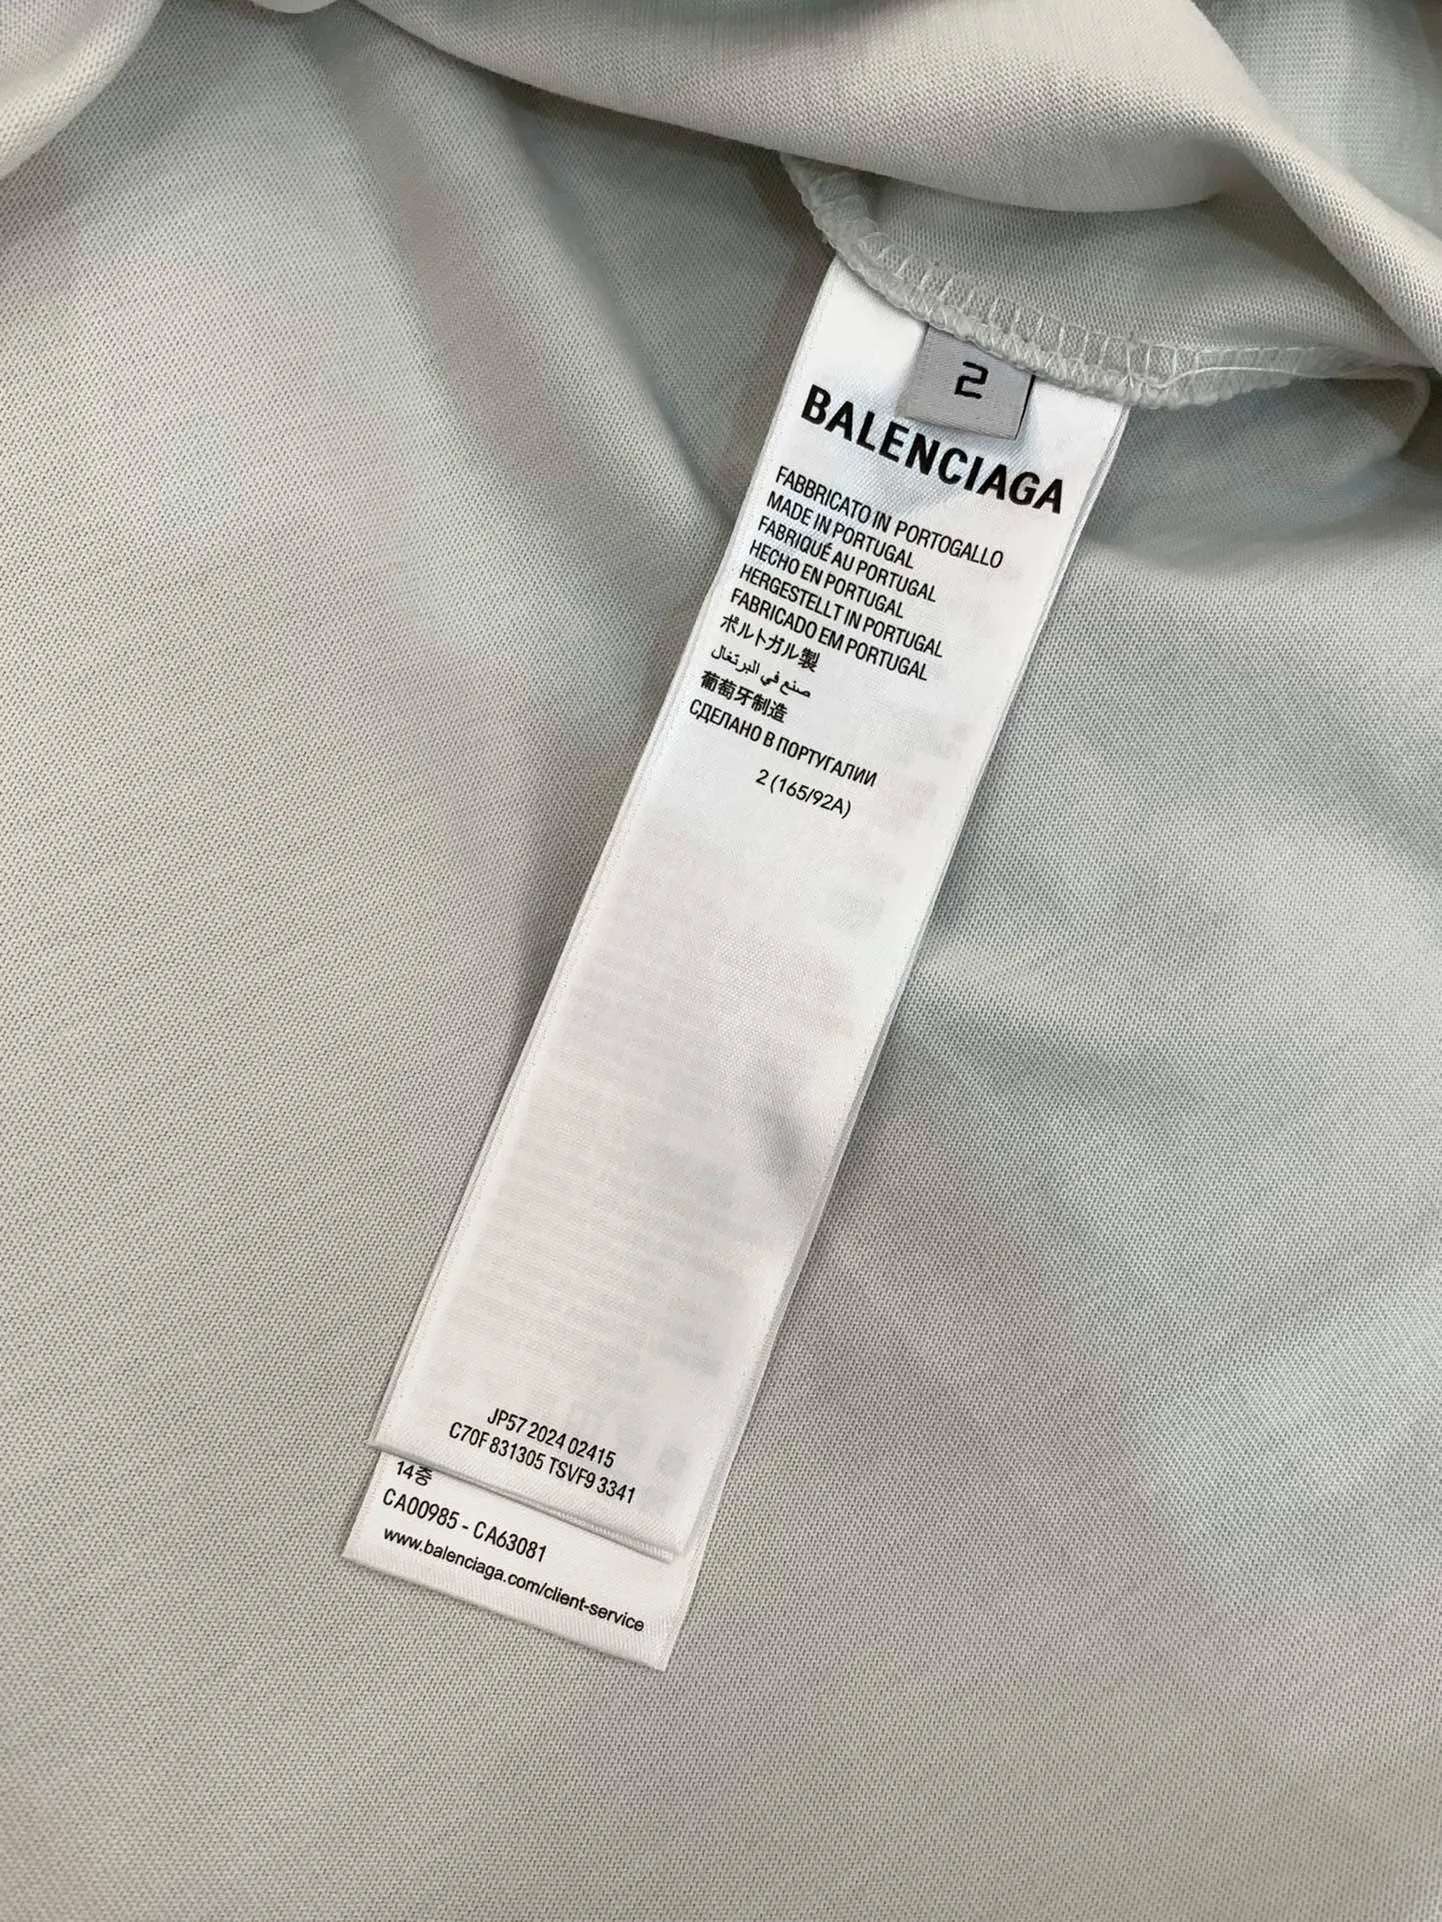 2
BALENCIAGA
FABBRICATO IN PORTOGALLO
MADE IN PORTUGAL
FABRIQUÉ AU PORTUGAL
HECHO EN PORTUGAL
HERGESTELLT IN PORTUGAL
FABRICADO EM PORTUGAL
ポルトガル製
صنع في البرتغال
葡萄牙制造
СДЕЛАНО В ПОРТУГАЛИИ
2 (165/92A)
JP57 2024 02415
C70F 831305 TSVF9 3341
14층
CA00985 - CA63081
www.balenciaga.com/client-service